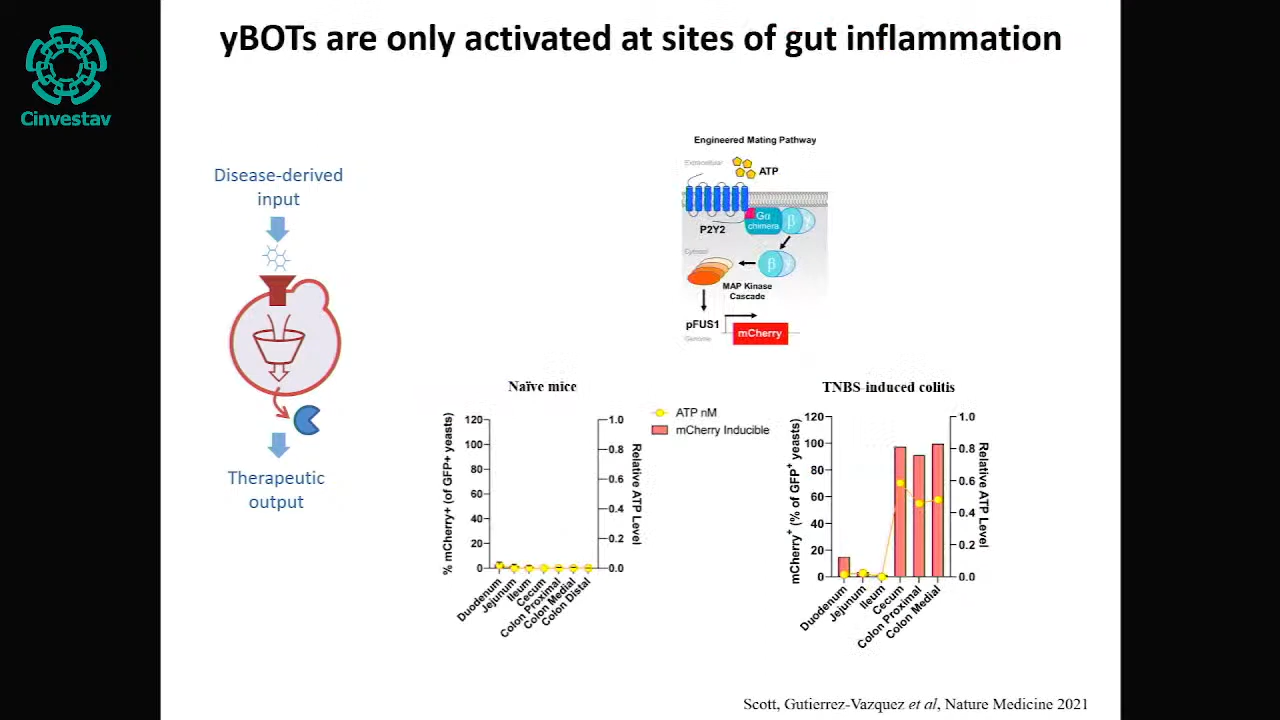 yBOTs are only activated at sites of gut inflammation
Cinvestav
Disease-derived
input
Therapeutic
output
Engineered Mating Pathway
Extracellular
ATP
P2Y2
Gα
chimera
β
γ
Cytosol
β
γ
MAP Kinase
Cascade
pFUS1
mCherry
Genome
Naïve mice
% mCherry+ (of GFP+ yeasts)
120
100
80
60
40
20
0
1.0
0.8
0.6
0.4
0.2
0.0
Relative ATP Level
Duodenum
Jejunum
Ileum
Cecum
Colon Proximal
Colon Medial
Colon Distal
ATP nM
mCherry Inducible
TNBS induced colitis
mCherry+ (% of GFP+ yeasts)
120
100
80
60
40
20
0
1.0
0.8
0.6
0.4
0.2
0.0
Relative ATP Level
Duodenum
Jejunum
Ileum
Cecum
Colon Proximal
Colon Medial
Scott, Gutierrez-Vazquez et al, Nature Medicine 2021